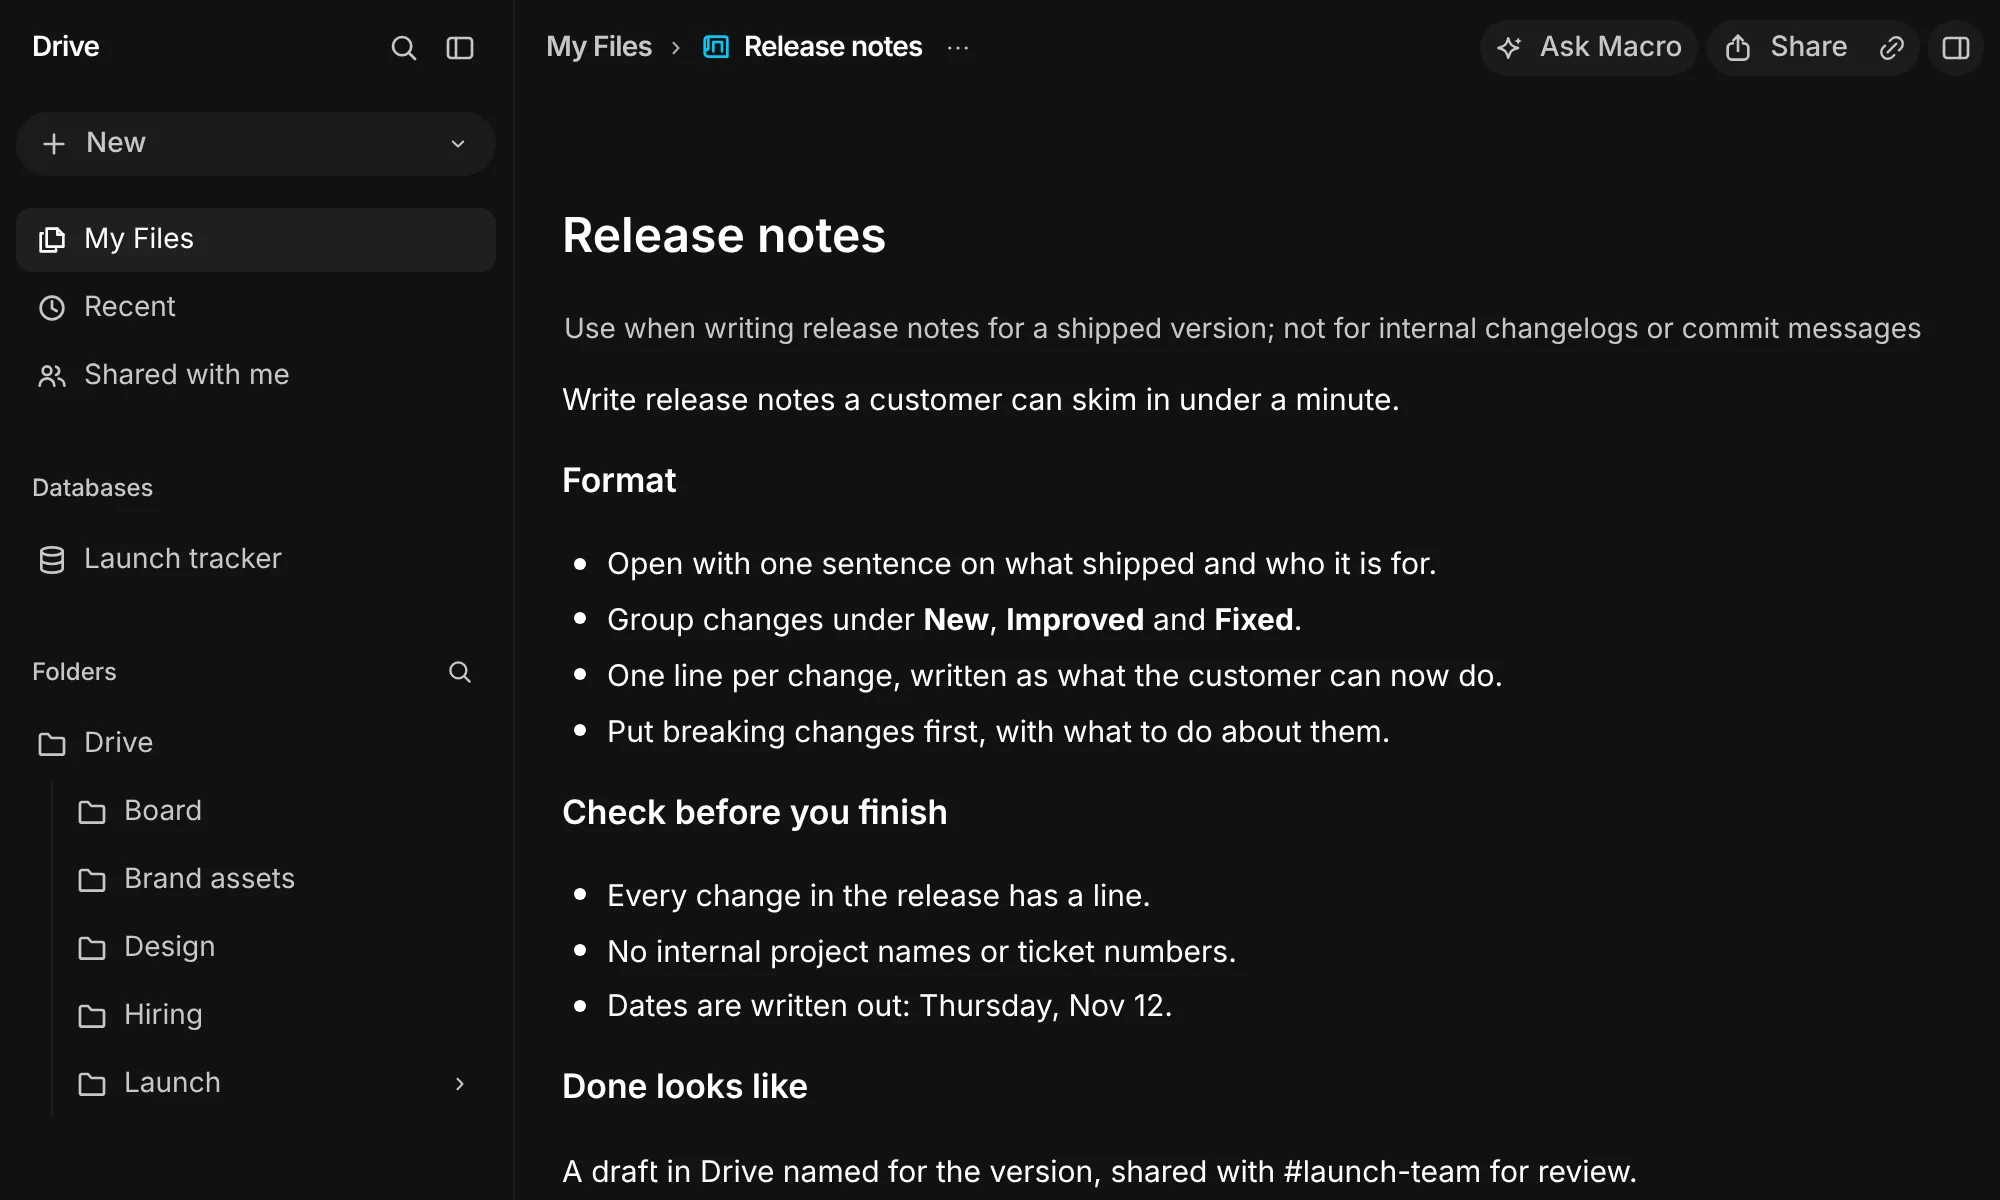 Drive
New
My Files
Recent
Shared with me
Databases
Launch tracker
Folders
Drive
Board
Brand assets
Design
Hiring
Launch
My Files › Release notes ···
Ask Macro
Share
Release notes
Use when writing release notes for a shipped version; not for internal changelogs or commit messages
Write release notes a customer can skim in under a minute.
Format
• Open with one sentence on what shipped and who it is for.
• Group changes under New, Improved and Fixed.
• One line per change, written as what the customer can now do.
• Put breaking changes first, with what to do about them.
Check before you finish
• Every change in the release has a line.
• No internal project names or ticket numbers.
• Dates are written out: Thursday, Nov 12.
Done looks like
A draft in Drive named for the version, shared with #launch-team for review.